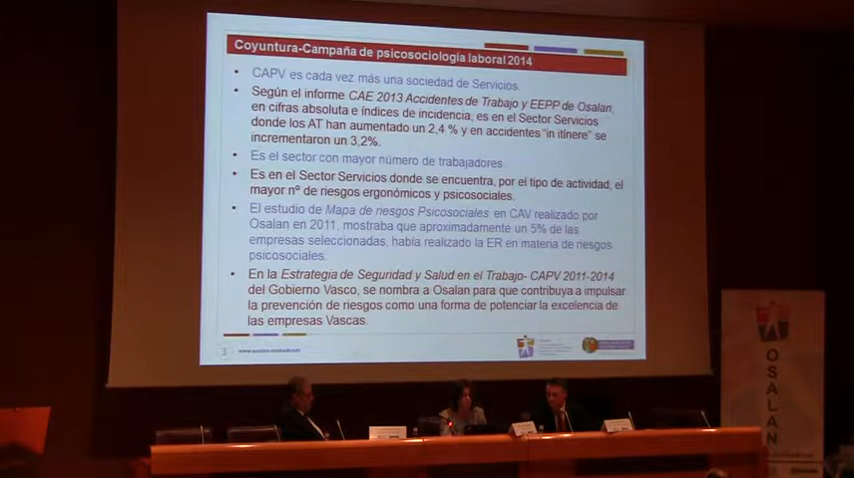 Coyuntura-Campaña de psicosociología laboral 2014
• CAPV es cada vez más una sociedad de Servicios.
• Según el informe CAE 2013 Accidentes de Trabajo y EEPP de Osalan,
en cifras absoluta e índices de incidencia, es en el Sector Servicios
donde los AT han aumentado un 2,4 % y en accidentes "in itínere" se
incrementaron un 3,2%.
• Es el sector con mayor número de trabajadores
• Es en el Sector Servicios donde se encuentra, por el tipo de actividad, el
mayor nº de riesgos ergonómicos y psicosociales.
• El estudio de Mapa de riesgos Psicosociales en CAV realizado por
Osalan en 2011, mostraba que aproximadamente un 5% de las
empresas seleccionadas, había realizado la ER en materia de riesgos
psicosociales.
• En la Estrategia de Seguridad y Salud en el Trabajo- CAPV 2011-2014
del Gobierno Vasco, se nombra a Osalan para que contribuya a impulsar
la prevención de riesgos como una forma de potenciar la excelencia de
las empresas Vascas.
3
www.osalan.euskadi.net
OSALAN